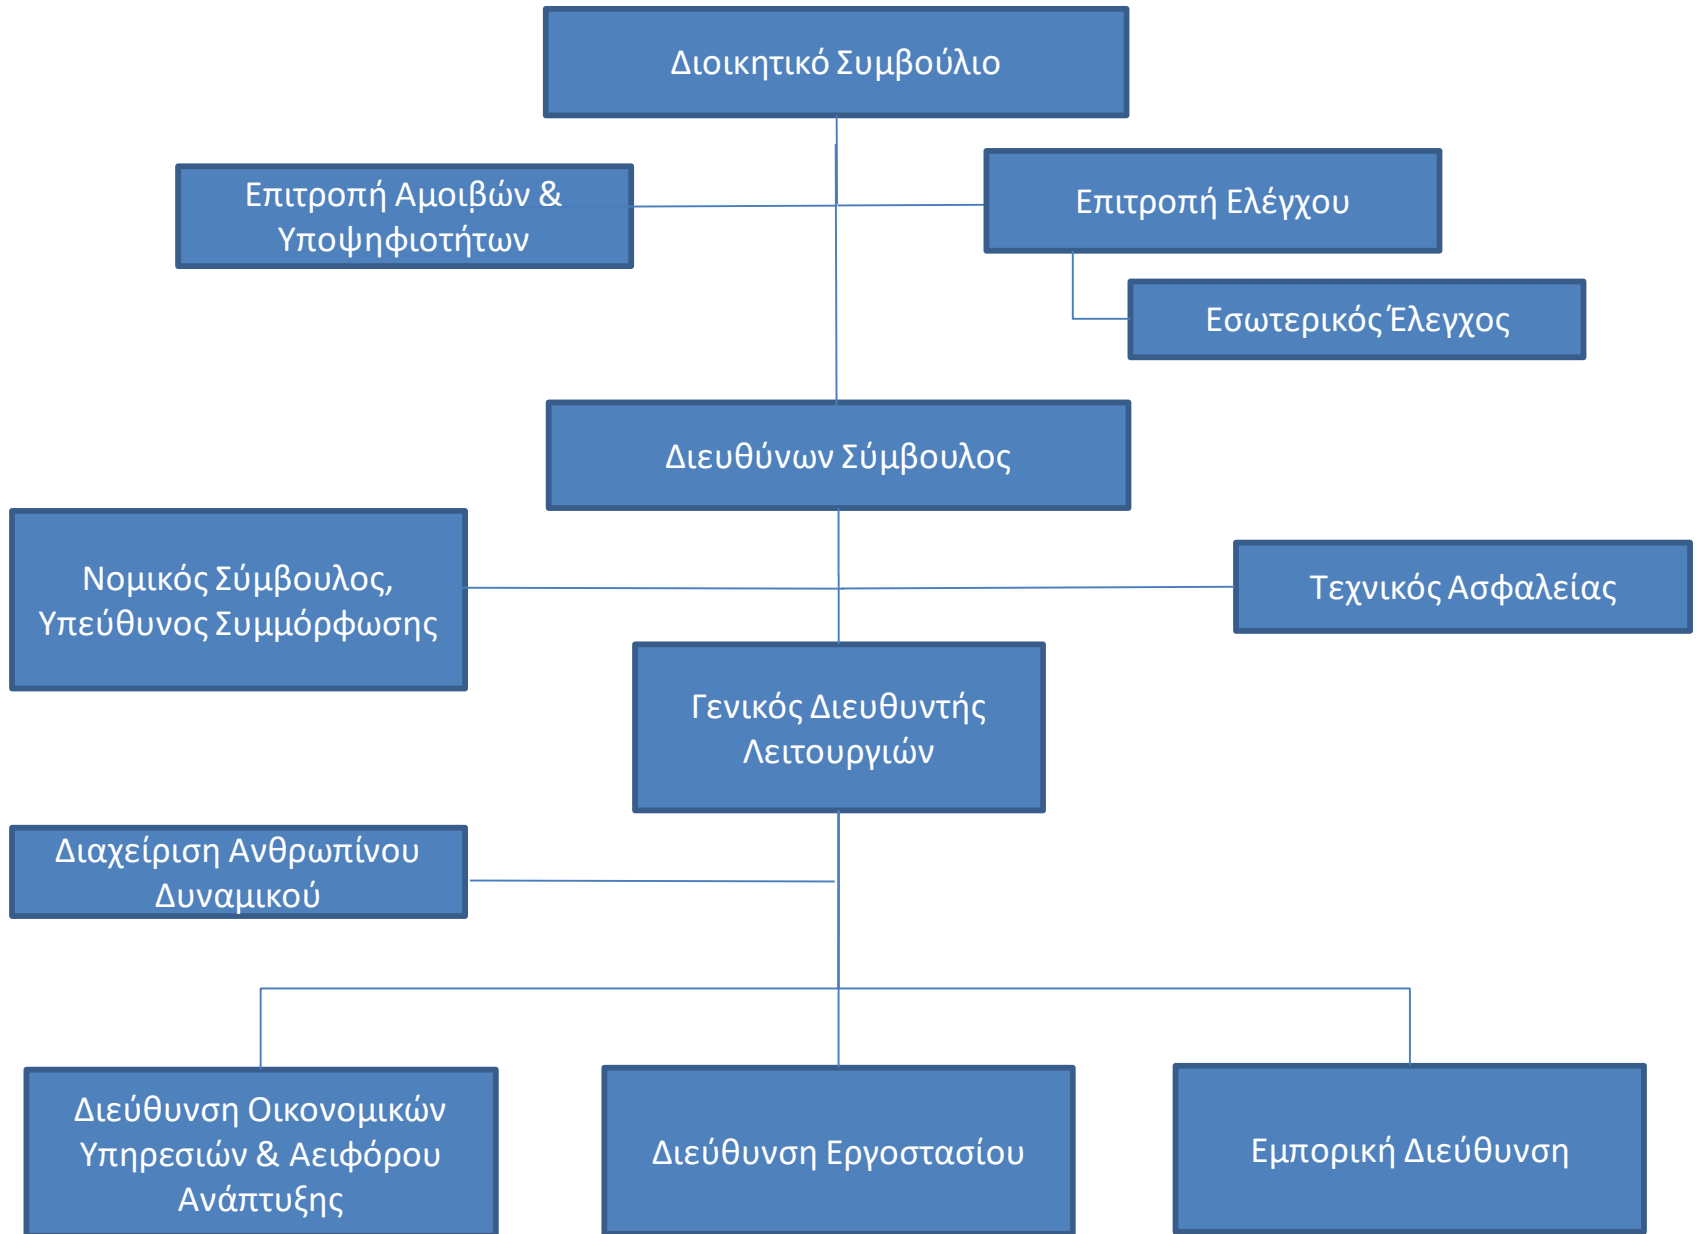 Διοικητικό Συμβούλιο
Επιτροπή Αμοιβών &
Υποψηφιοτήτων
Επιτροπή Ελέγχου
Εσωτερικός Έλεγχος
Διευθύνων Σύμβουλος
Νομικός Σύμβουλος,
Υπεύθυνος Συμμόρφωσης
Τεχνικός Ασφαλείας
Γενικός Διευθυντής
Λειτουργιών
Διαχείριση Ανθρωπίνου
Δυναμικού
Διεύθυνση Οικονομικών
Υπηρεσιών & Αειφόρου
Ανάπτυξης
Διεύθυνση Εργοστασίου
Εμπορική Διεύθυνση